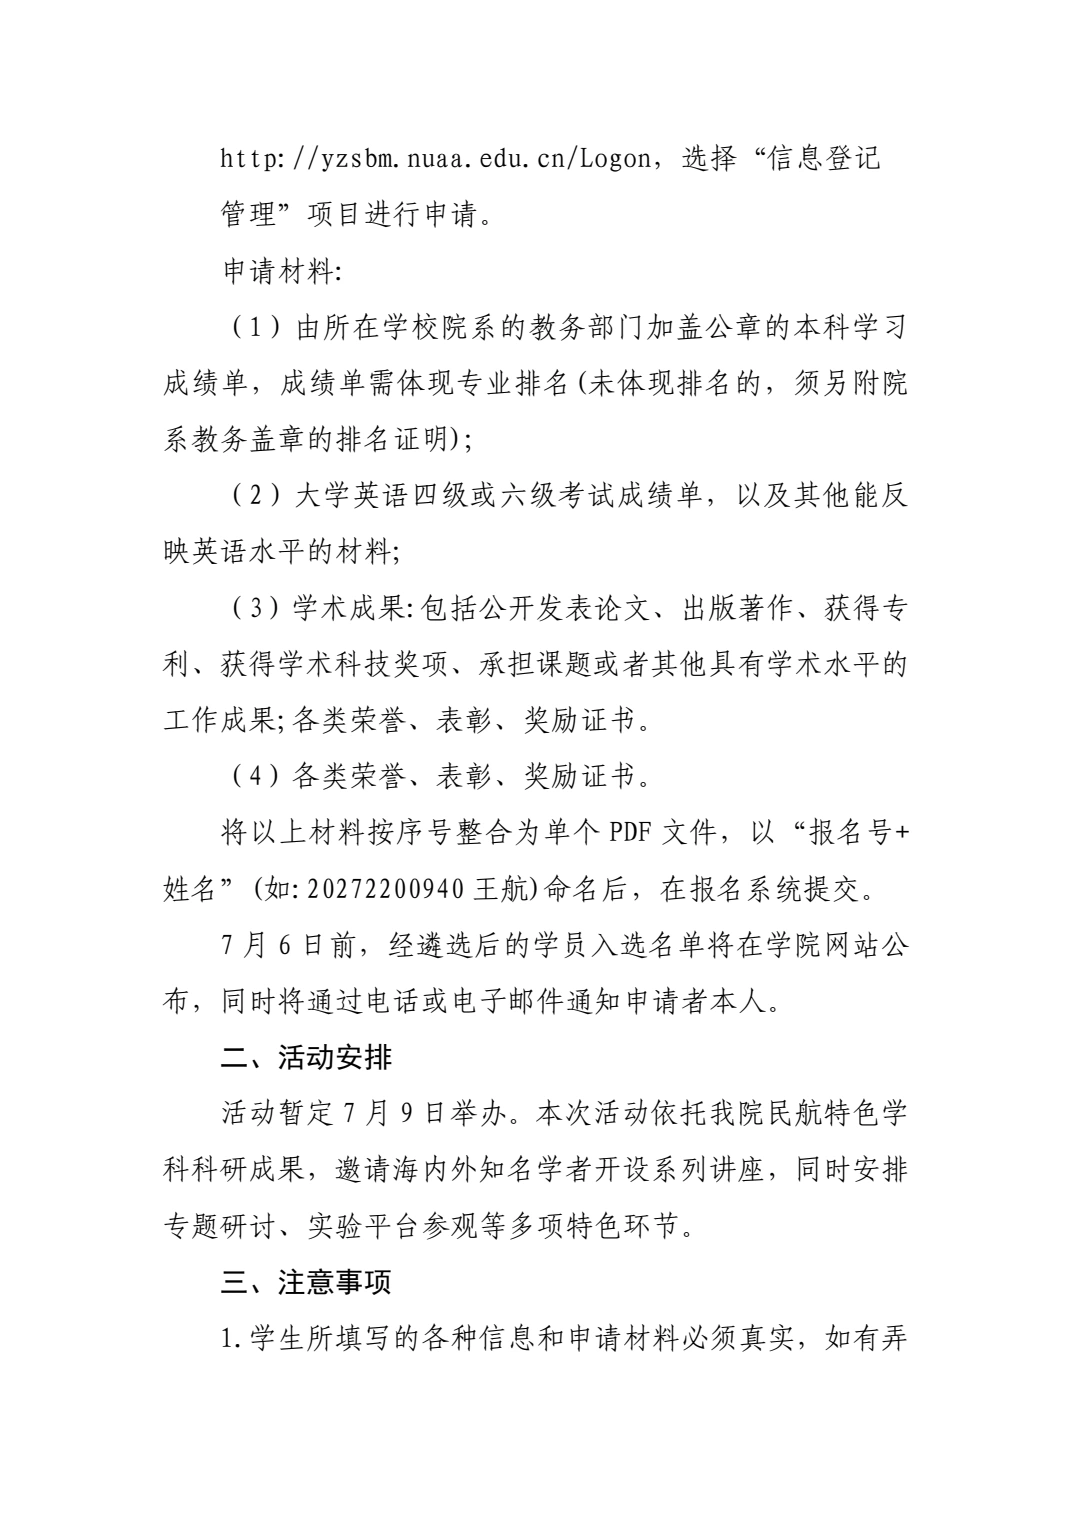 http://yzsbm.nuaa.edu.cn/Logon，选择“信息登记
管理”项目进行申请。
申请材料:
（1）由所在学校院系的教务部门加盖公章的本科学习
成绩单，成绩单需体现专业排名(未体现排名的，须另附院
系教务盖章的排名证明);
（2）大学英语四级或六级考试成绩单，以及其他能反
映英语水平的材料;
（3）学术成果:包括公开发表论文、出版著作、获得专
利、获得学术科技奖项、承担课题或者其他具有学术水平的
工作成果;各类荣誉、表彰、奖励证书。
（4）各类荣誉、表彰、奖励证书。
将以上材料按序号整合为单个 PDF 文件，以“报名号+
姓名”(如:20272200940 王航)命名后，在报名系统提交。
7 月 6 日前，经遴选后的学员入选名单将在学院网站公
布，同时将通过电话或电子邮件通知申请者本人。
二、活动安排
活动暂定 7 月 9 日举办。本次活动依托我院民航特色学
科科研成果，邀请海内外知名学者开设系列讲座，同时安排
专题研讨、实验平台参观等多项特色环节。
三、注意事项
1.学生所填写的各种信息和申请材料必须真实，如有弄